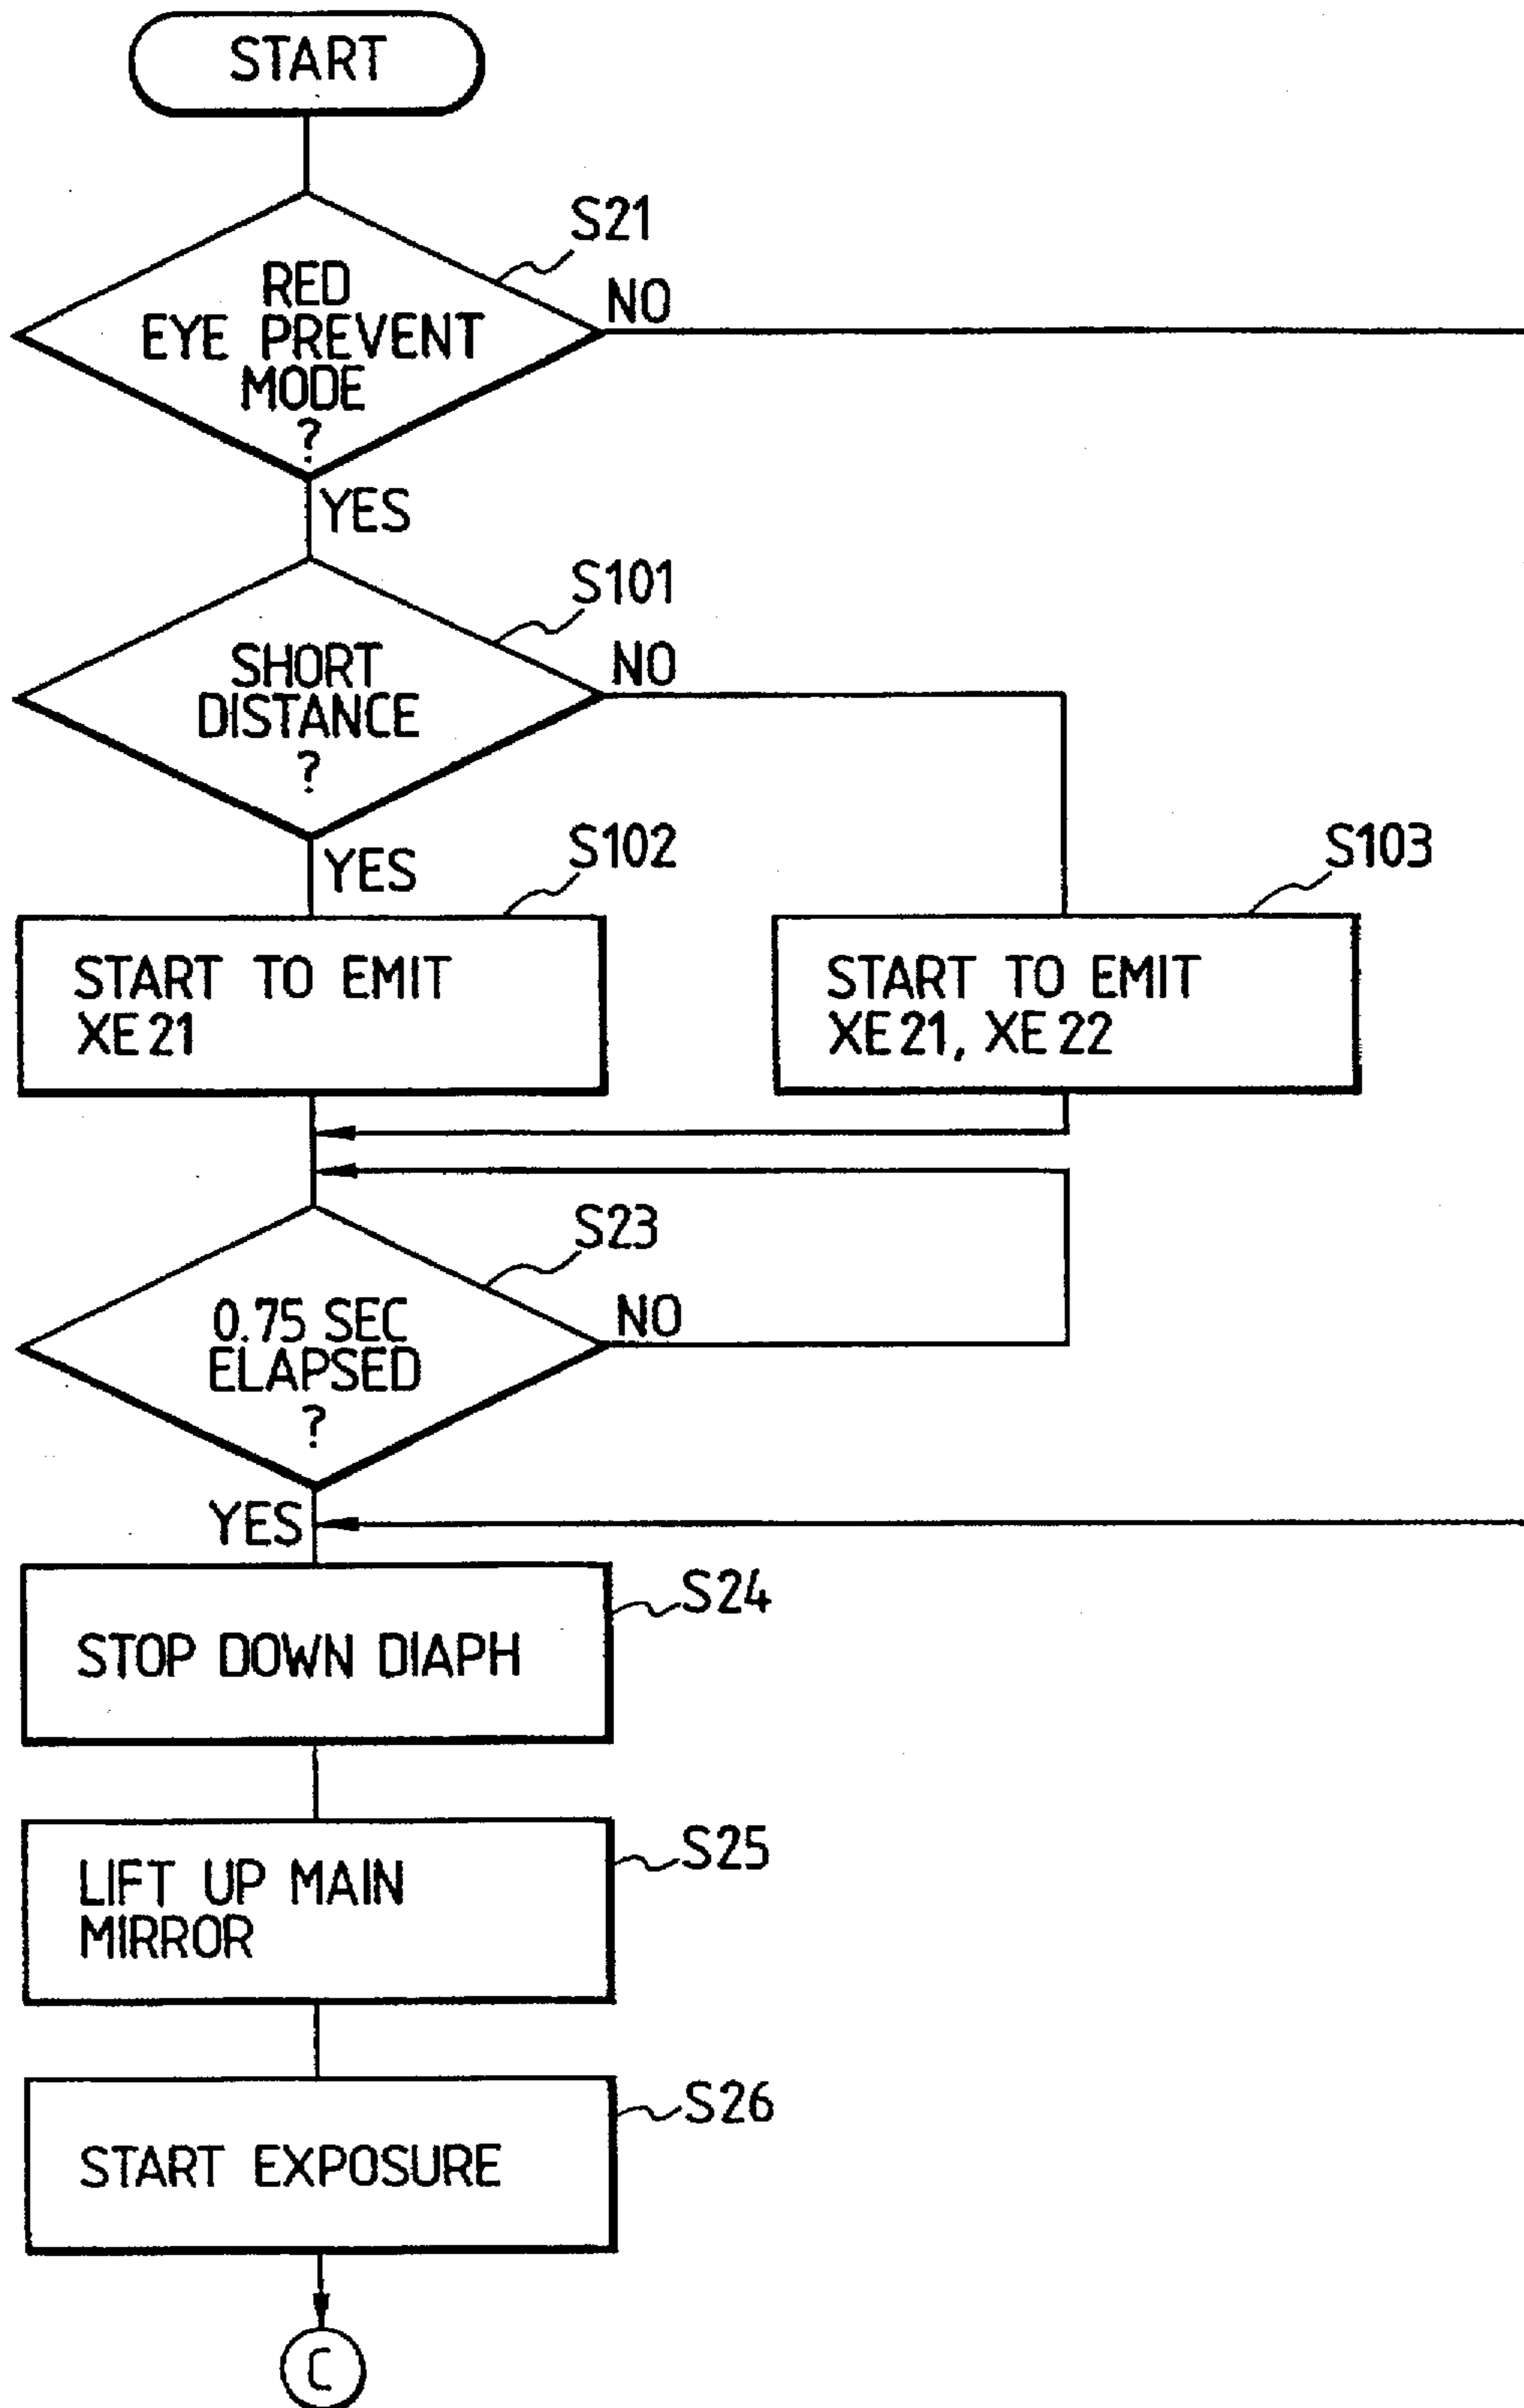 START
S21
RED
EYE PREVENT
MODE
?
NO
YES
S101
SHORT
DISTANCE
?
NO
YES
S102
START TO EMIT
XE21
S103
START TO EMIT
XE21, XE22
S23
0.75 SEC
ELAPSED
?
NO
YES
S24
STOP DOWN DIAPH
S25
LIFT UP MAIN
MIRROR
S26
START EXPOSURE
C